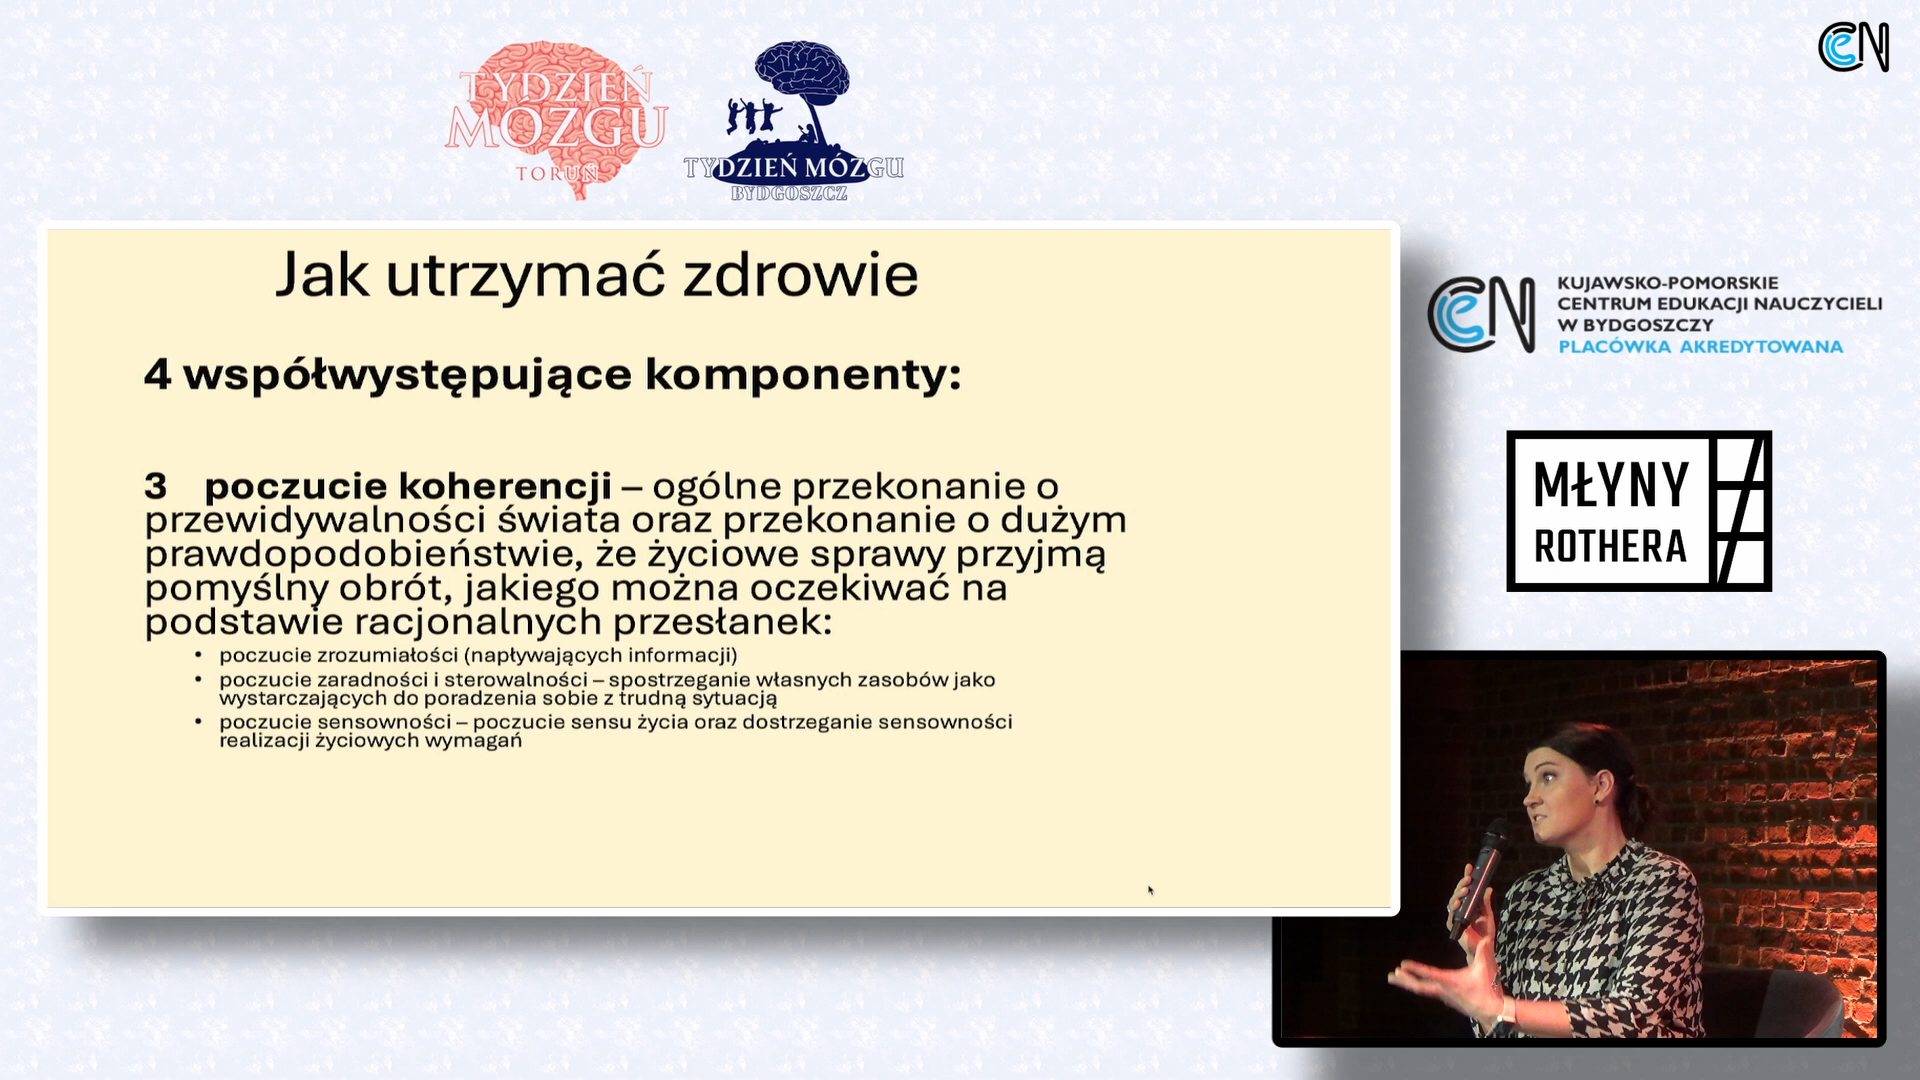 CeN
TYDZIEŃ
MÓZGU
TORUŃ
TYDZIEŃ MÓZGU
BYDGOSZCZ
Jak utrzymać zdrowie
4 współwystępujące komponenty:
3 poczucie koherencji – ogólne przekonanie o
przewidywalności świata oraz przekonanie o dużym
prawdopodobieństwie, że życiowe sprawy przyjmą
pomyślny obrót, jakiego można oczekiwać na
podstawie racjonalnych przesłanek:
• poczucie zrozumiałości (napływających informacji)
• poczucie zaradności i sterowalności – spostrzeganie własnych zasobów jako
wystarczających do poradzenia sobie z trudną sytuacją
• poczucie sensowności – poczucie sensu życia oraz dostrzeganie sensowności
realizacji życiowych wymagań
CeN
KUJAWSKO-POMORSKIE
CENTRUM EDUKACJI NAUCZYCIELI
W BYDGOSZCZY
PLACÓWKA AKREDYTOWANA
MŁYNY
ROTHERA